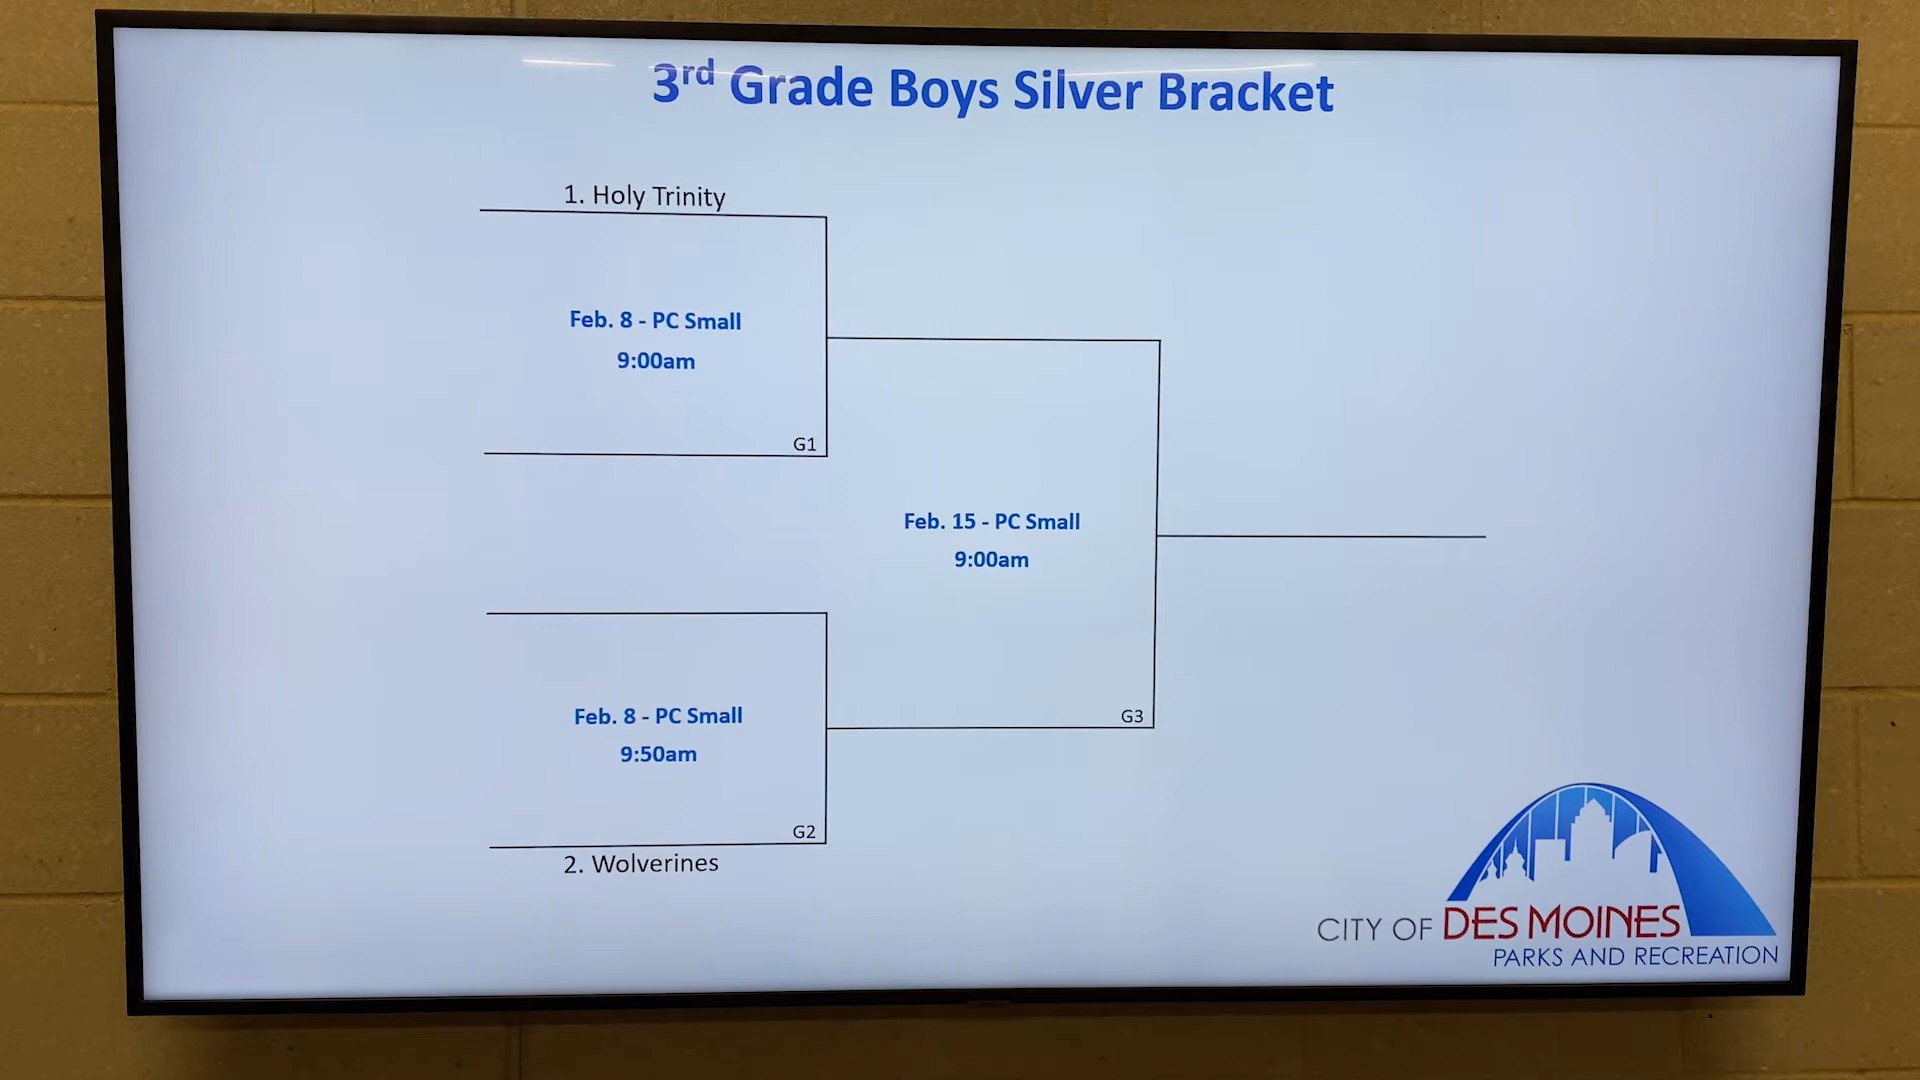 3rd Grade Boys Silver Bracket
1. Holy Trinity
Feb. 8 - PC Small
9:00am
G1
Feb. 15 - PC Small
9:00am
G3
Feb. 8 - PC Small
9:50am
G2
2. Wolverines
CITY OF DES MOINES
PARKS AND RECREATION